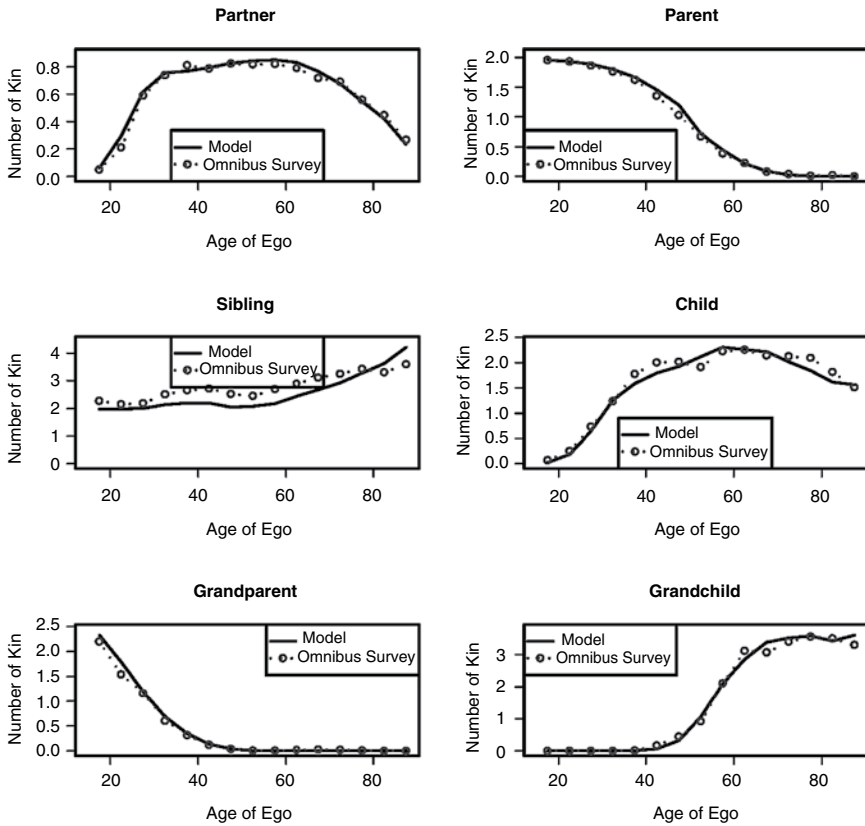 Partner
Number of Kin
0.8
0.6
0.4
0.2
0.0
Model
Omnibus Survey
20 40 60 80
Age of Ego
Parent
Number of Kin
2.0
1.5
1.0
0.5
0.0
Model
Omnibus Survey
20 40 60 80
Age of Ego
Sibling
Number of Kin
4
3
2
1
0
Model
Omnibus Survey
20 40 60 80
Age of Ego
Child
Number of Kin
2.5
2.0
1.5
1.0
0.5
0.0
Model
Omnibus Survey
20 40 60 80
Age of Ego
Grandparent
Number of Kin
2.5
2.0
1.5
1.0
0.5
0.0
Model
Omnibus Survey
20 40 60 80
Age of Ego
Grandchild
Number of Kin
3
2
1
0
Model
Omnibus Survey
20 40 60 80
Age of Ego